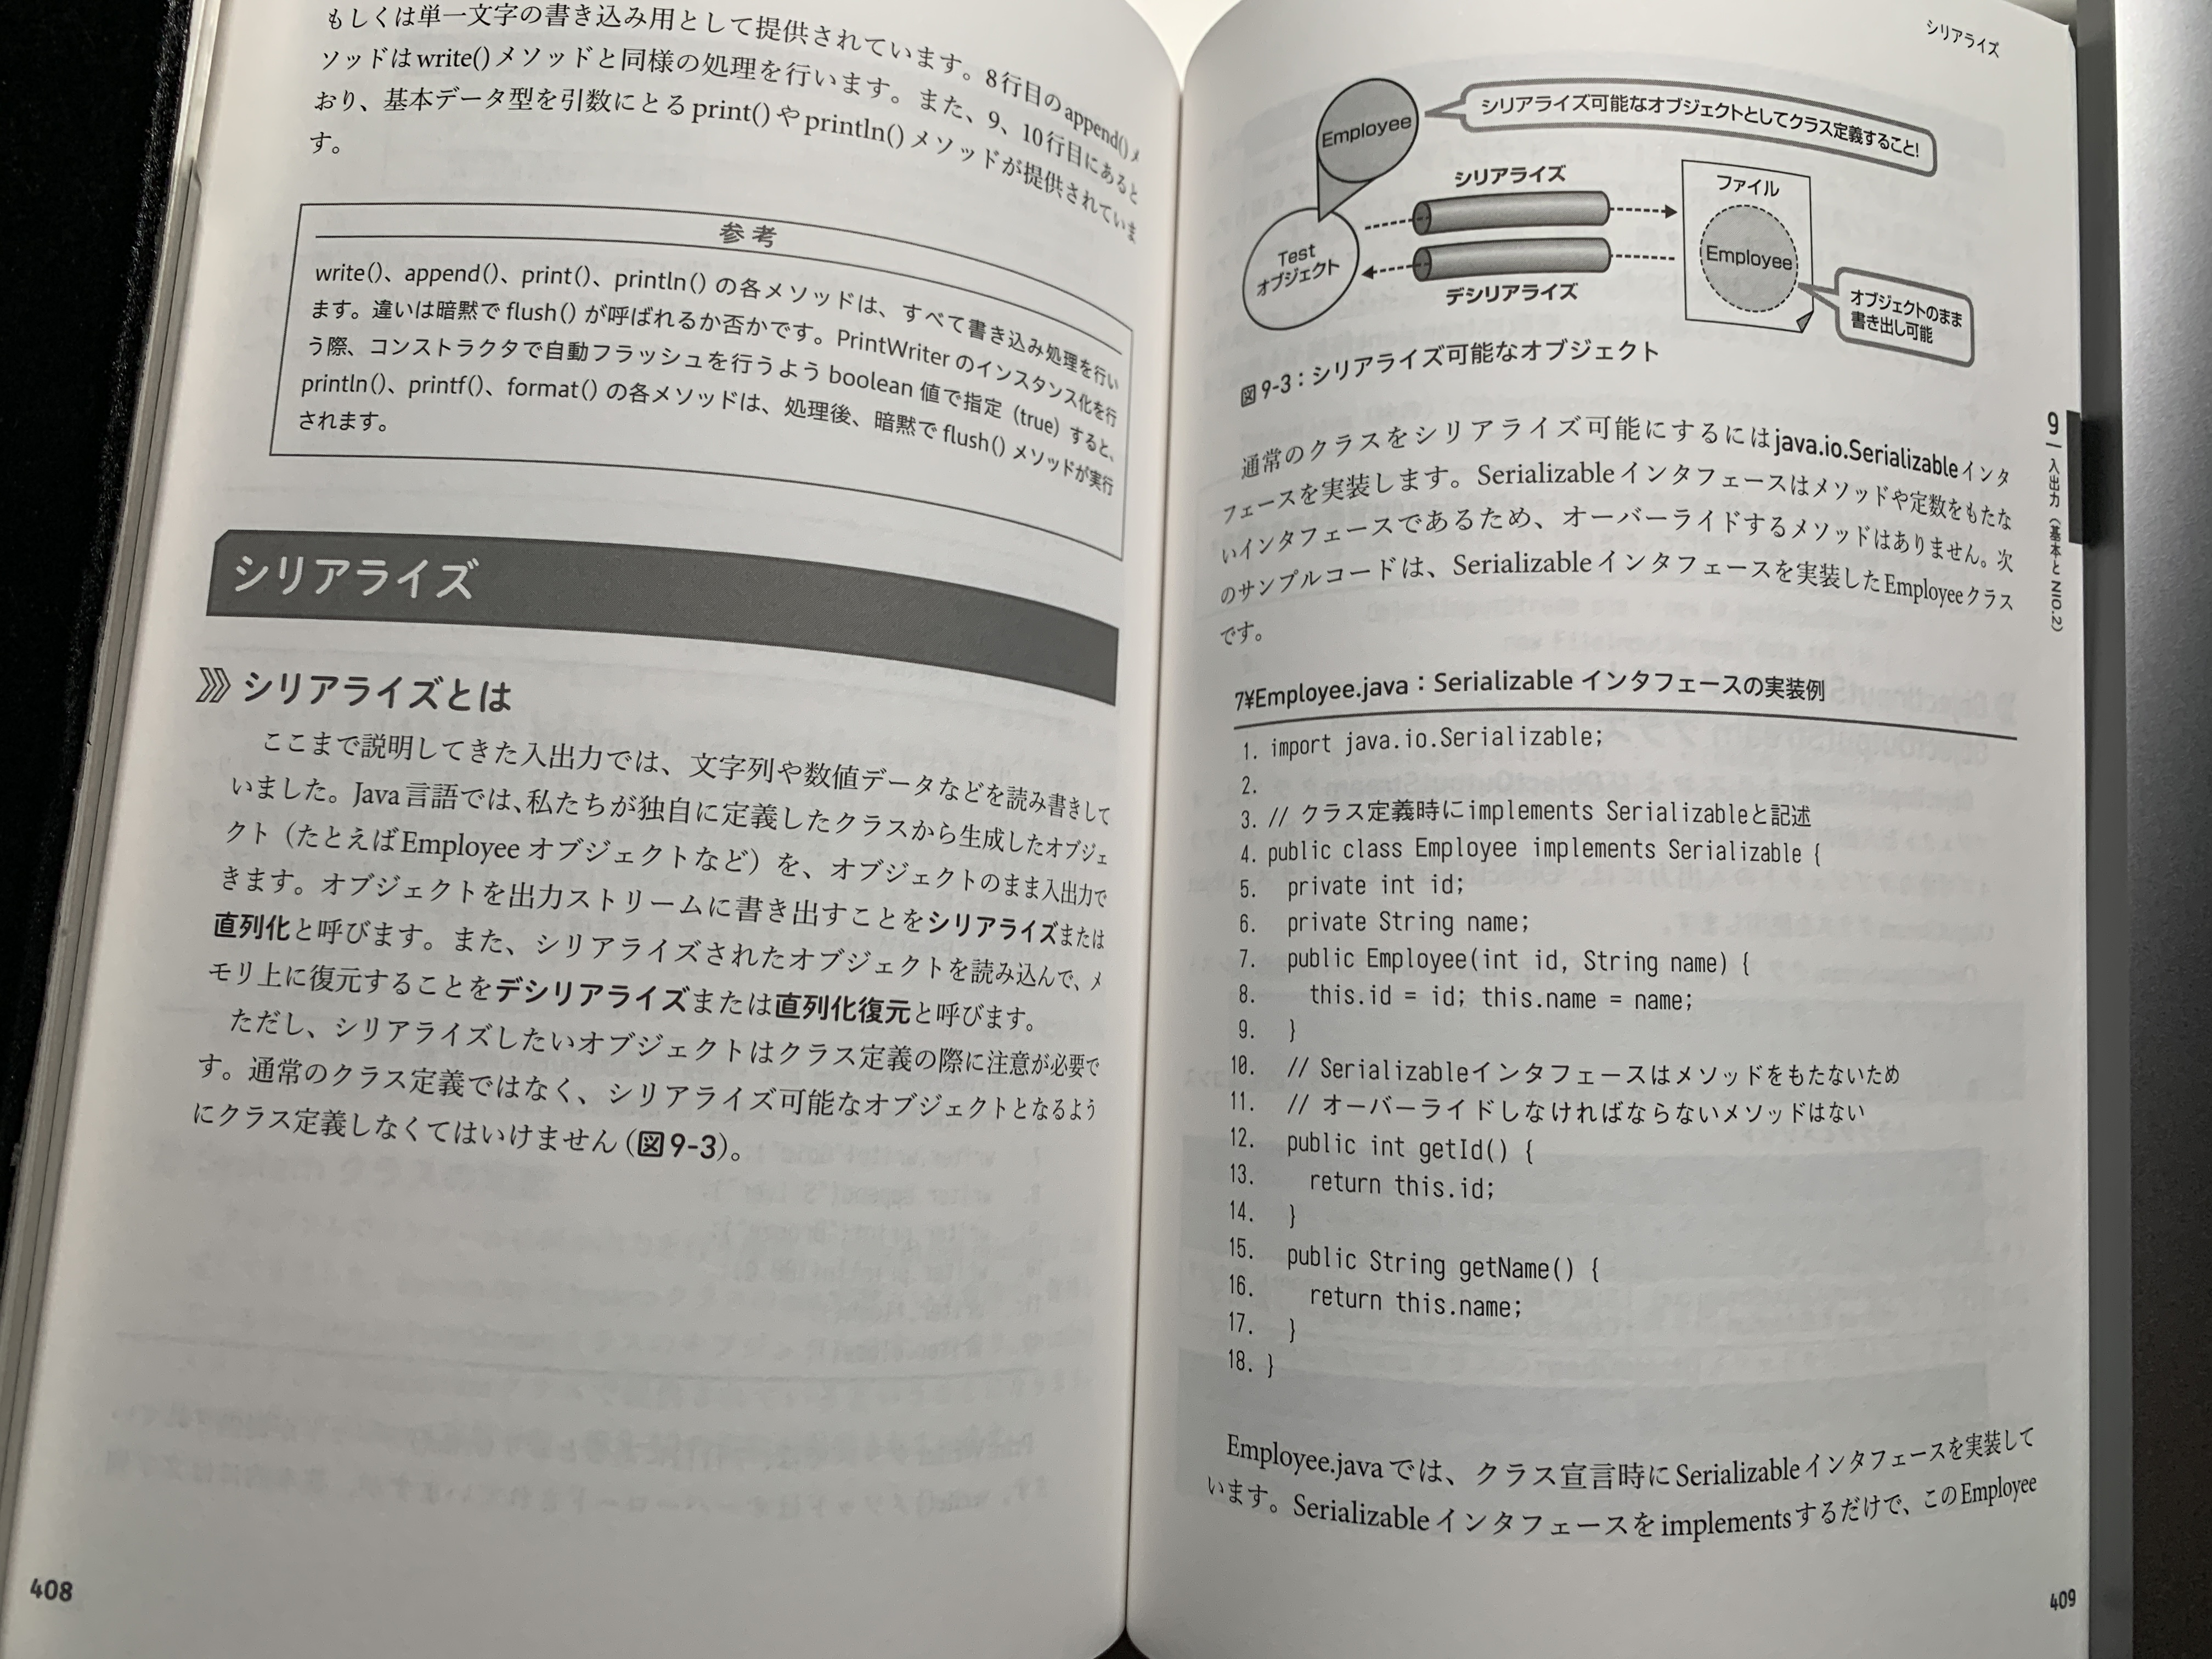 もしくは単一文字の書き込み用として提供されています。8行目のappend()メ
ソッドはwrite()メソッドと同様の処理を行います。また、9、10行目にあると
おり、基本データ型を引数にとるprint()やprintln()メソッドが提供されていま
す。
参考
write()、append()、print()、println()の各メソッドは、すべて書き込み処理を行い
ます。違いは暗黙でflush()が呼ばれるか否かです。PrintWriterのインスタンス化を行
う際、コンストラクタで自動フラッシュを行うようboolean値で指定（true）すると、
println()、printf()、format()の各メソッドは、処理後、暗黙でflush()メソッドが実行
されます。
シリアライズ
シリアライズとは
ここまで説明してきた入出力では、文字列や数値データなどを読み書きして
いました。Java言語では、私たちが独自に定義したクラスから生成したオブジェ
クト（たとえばEmployeeオブジェクトなど）を、オブジェクトのまま入出力で
きます。オブジェクトを出力ストリームに書き出すことをシリアライズまたは
直列化と呼びます。また、シリアライズされたオブジェクトを読み込んで、メ
モリ上に復元することをデシリアライズまたは直列化復元と呼びます。
ただし、シリアライズしたいオブジェクトはクラス定義の際に注意が必要で
す。通常のクラス定義ではなく、シリアライズ可能なオブジェクトとなるよう
にクラス定義しなくてはいけません（図9-3）。
408
シリアライズ
Employee
シリアライズ可能なオブジェクトとしてクラス定義すること!
シリアライズ
ファイル
Test
オブジェクト
Employee
デシリアライズ
オブジェクトのまま
書き出し可能
図9-3：シリアライズ可能なオブジェクト
9 入出力（基本とNIO.2）
通常のクラスをシリアライズ可能にするにはjava.io.Serializableインタ
フェースを実装します。Serializableインタフェースはメソッドや定数をもたな
いインタフェースであるため、オーバーライドするメソッドはありません。次
のサンプルコードは、Serializableインタフェースを実装したEmployeeクラス
です。
7¥Employee.java：Serializable インタフェースの実装例
1. import java.io.Serializable;
2.
3. // クラス定義時にimplements Serializableと記述
4. public class Employee implements Serializable {
5.   private int id;
6.   private String name;
7.   public Employee(int id, String name) {
8.     this.id = id; this.name = name;
9.   }
10.   // Serializableインタフェースはメソッドをもたないため
11.   // オーバーライドしなければならないメソッドはない
12.   public int getId() {
13.     return this.id;
14.   }
15.   public String getName() {
16.     return this.name;
17.   }
18. }
Employee.javaでは、クラス宣言時にSerializableインタフェースを実装して
います。Serializableインタフェースをimplementsするだけで、このEmployee
409